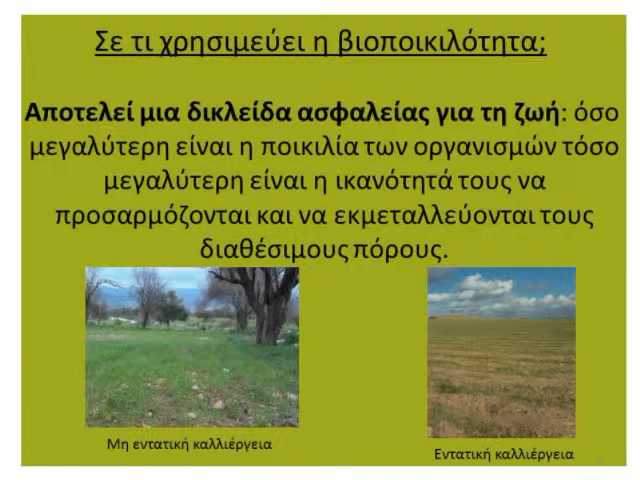 Σε τι χρησιμεύει η βιοποικιλότητα;
Αποτελεί μια δικλείδα ασφαλείας για τη ζωή: όσο
μεγαλύτερη είναι η ποικιλία των οργανισμών τόσο
μεγαλύτερη είναι η ικανότητά τους να
προσαρμόζονται και να εκμεταλλεύονται τους
διαθέσιμους πόρους.
Μη εντατική καλλιέργεια
Εντατική καλλιέργεια